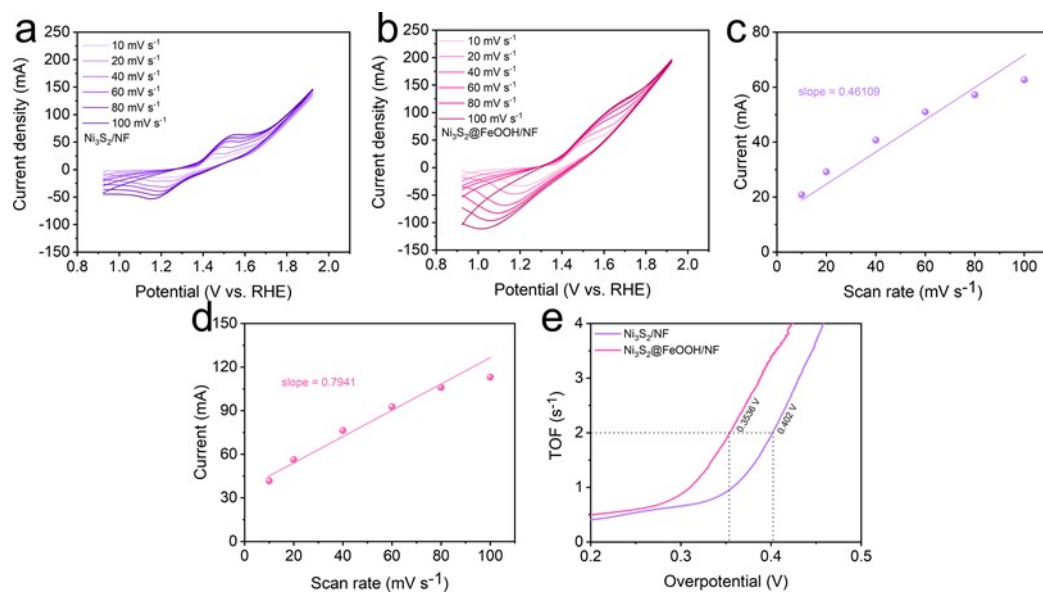 a
250
200
150
100
50
0
-50
-100
-150
Current density (mA)
10 mV s⁻¹
20 mV s⁻¹
40 mV s⁻¹
60 mV s⁻¹
80 mV s⁻¹
100 mV s⁻¹
Ni₃S₂/NF
0.8 1.0 1.2 1.4 1.6 1.8 2.0
Potential (V vs. RHE)
b
250
200
150
100
50
0
-50
-100
-150
Current density (mA)
10 mV s⁻¹
20 mV s⁻¹
40 mV s⁻¹
60 mV s⁻¹
80 mV s⁻¹
100 mV s⁻¹
Ni₃S₂@FeOOH/NF
0.8 1.0 1.2 1.4 1.6 1.8 2.0
Potential (V vs. RHE)
c
80
60
40
20
0
Current (mA)
slope = 0.46109
20 40 60 80 100
Scan rate (mV s⁻¹)
d
150
120
90
60
30
0
Current (mA)
slope = 0.7941
20 40 60 80 100
Scan rate (mV s⁻¹)
e
4
3
2
1
0
TOF (s⁻¹)
Ni₃S₂/NF
Ni₃S₂@FeOOH/NF
0.3536 V
0.402 V
0.2 0.3 0.4 0.5
Overpotential (V)